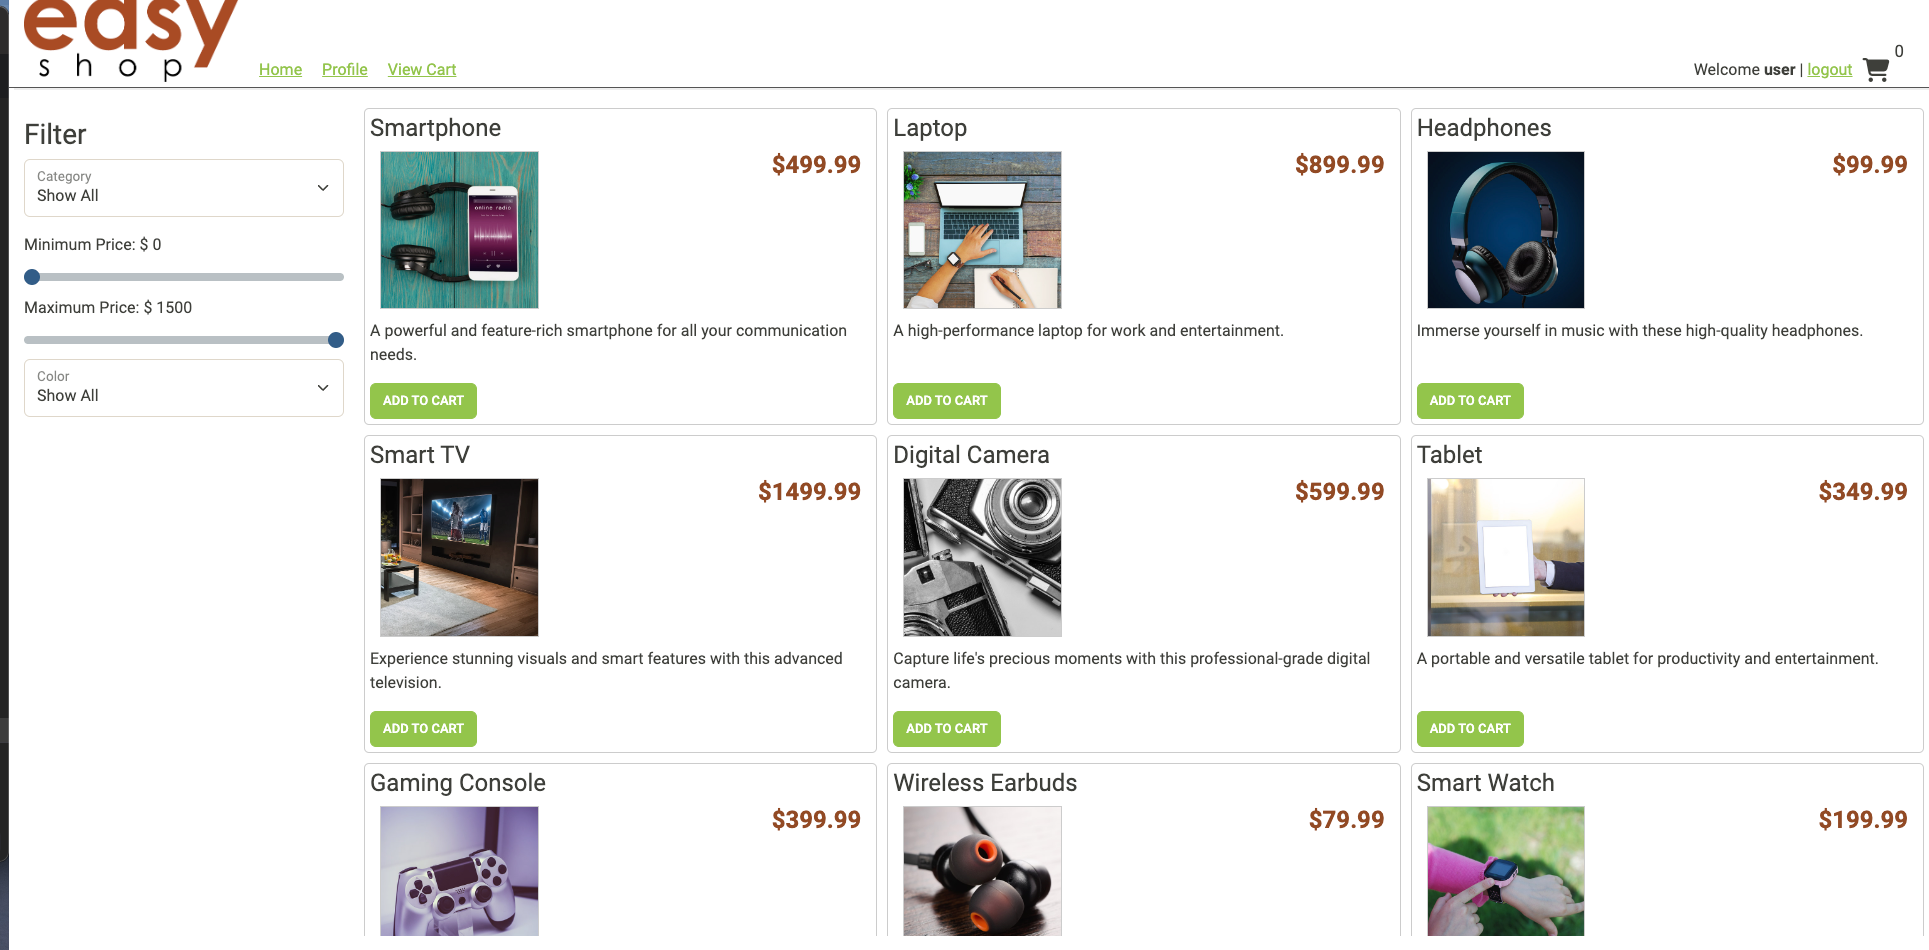 easy
shop
Home Profile View Cart
Welcome user | logout
0
Filter
Category
Show All
Minimum Price: $ 0
Maximum Price: $ 1500
Color
Show All
Smartphone
$499.99
online radio
A powerful and feature-rich smartphone for all your communication
needs.
ADD TO CART
Laptop
$899.99
A high-performance laptop for work and entertainment.
ADD TO CART
Headphones
$99.99
Immerse yourself in music with these high-quality headphones.
ADD TO CART
Smart TV
$1499.99
Experience stunning visuals and smart features with this advanced
television.
ADD TO CART
Digital Camera
$599.99
Capture life's precious moments with this professional-grade digital
camera.
ADD TO CART
Tablet
$349.99
A portable and versatile tablet for productivity and entertainment.
ADD TO CART
Gaming Console
$399.99
Wireless Earbuds
$79.99
Smart Watch
$199.99